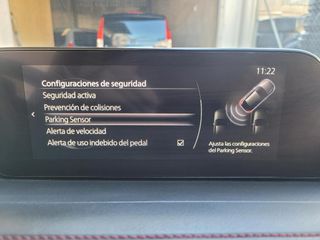 11:22
Configuraciones de seguridad
Seguridad activa
Prevención de colisiones
Parking Sensor
Alerta de velocidad
Alerta de uso indebido del pedal
Ajusta las configuraciones
del Parking Sensor.